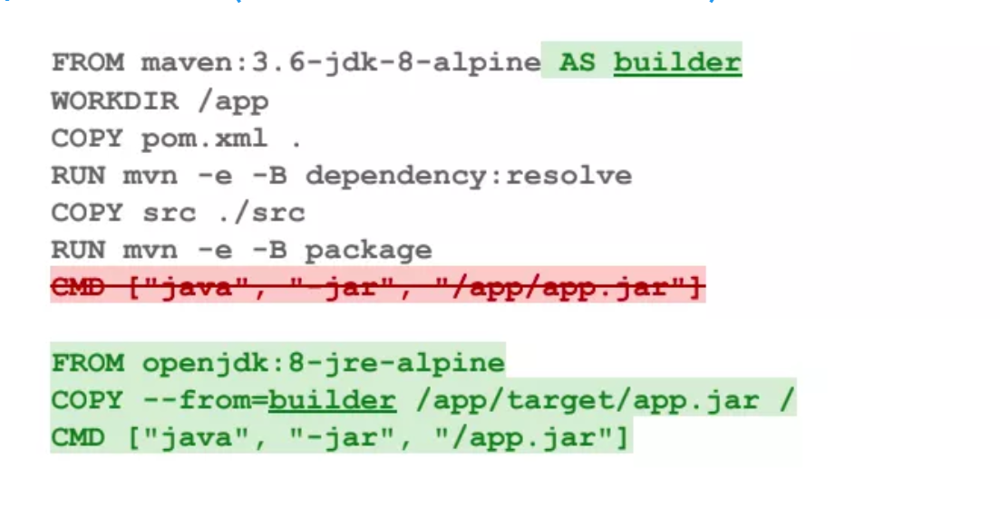 FROM maven:3.6-jdk-8-alpine AS builder
WORKDIR /app
COPY pom.xml .
RUN mvn -e -B dependency:resolve
COPY src ./src
RUN mvn -e -B package
CMD ["java", "-jar", "/app/app.jar"]
FROM openjdk:8-jre-alpine
COPY --from=builder /app/target/app.jar /
CMD ["java", "-jar", "/app.jar"]